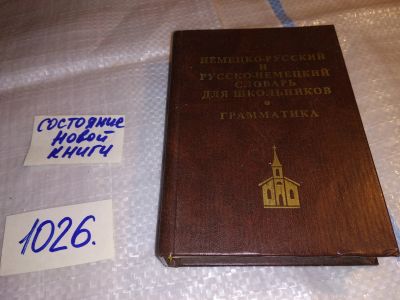 СОСТОЯНИЕ
НОВОЙ
КНИГИ
1026.
НЕМЕЦКО-РУССКИЙ
И
РУССКО-НЕМЕЦКИЙ
СЛОВАРЬ
ДЛЯ ШКОЛЬНИКОВ
•
ГРАММАТИКА